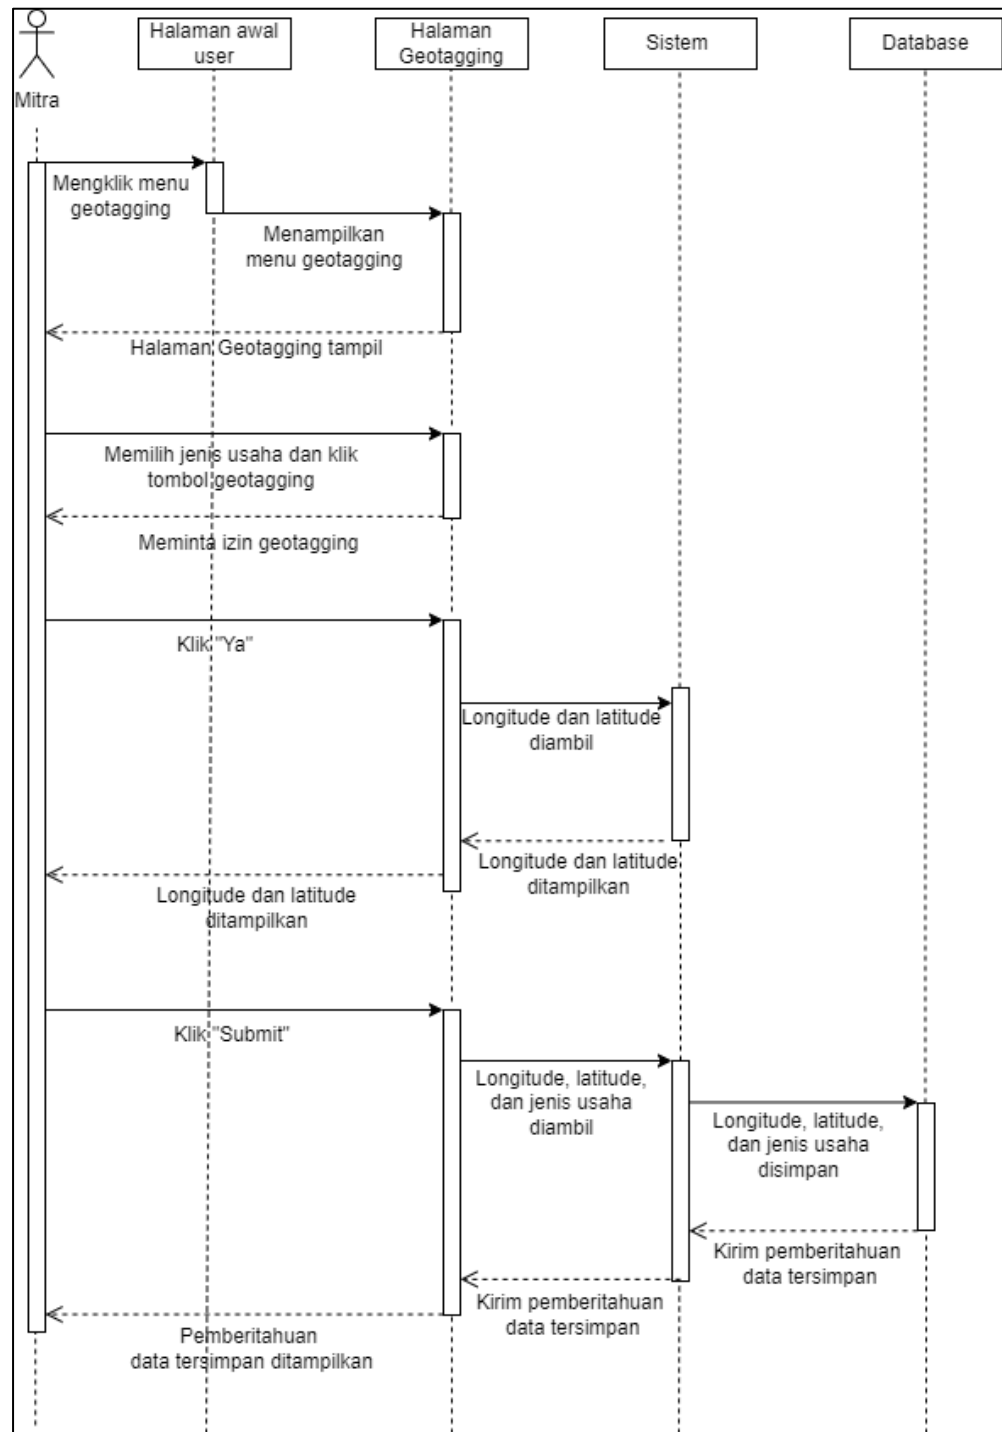 Halaman awal
user
Halaman
Geotagging
Sistem
Database
Mitra
Mengklik menu
geotagging
Menampilkan
menu geotagging
Halaman Geotagging tampil
Memilih jenis usaha dan klik
tombol geotagging
Meminta izin geotagging
Klik "Ya"
Longitude dan latitude
diambil
Longitude dan latitude
ditampilkan
Longitude dan latitude
ditampilkan
Klik "Submit"
Longitude, latitude,
dan jenis usaha
diambil
Longitude, latitude,
dan jenis usaha
disimpan
Kirim pemberitahuan
data tersimpan
Kirim pemberitahuan
data tersimpan
Pemberitahuan
data tersimpan ditampilkan